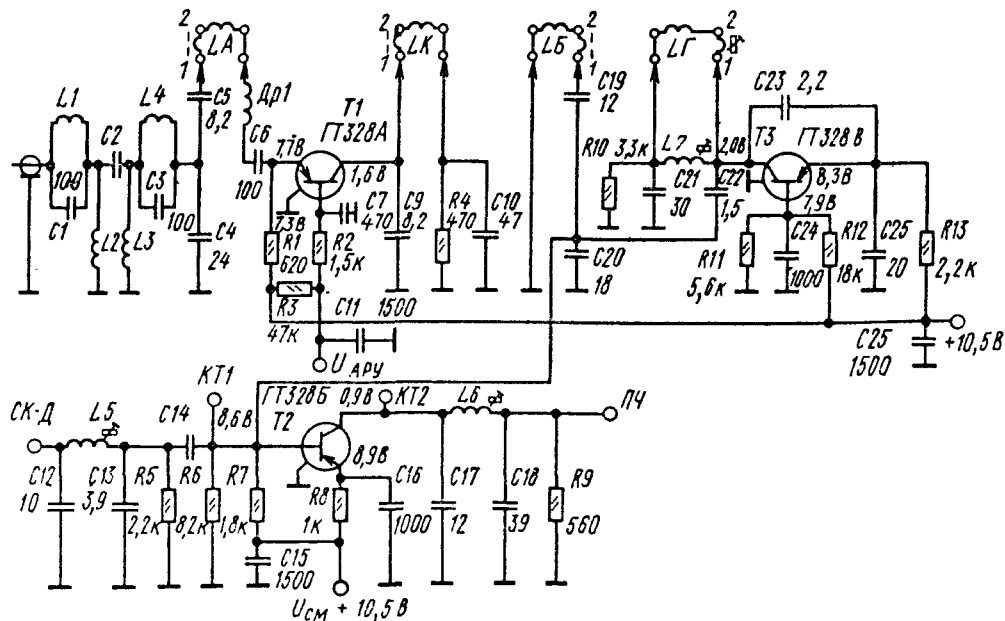 2 2 2 2
LА LК LБ LГ
1 1 1 1
L1 L4 C5 8,2 Др1 C19 12 C23 2,2
C2 C6 T1 ГТ328А R10 3,3к L7 2,0В T3 ГТ328В
100 C3 7,7В 1,6В C21 C22 8,3В
C1 100 100 C7 C9 R4 C10 30 1,5 7,9В
7,3В 470 8,2 470 47
L2 L3 C4 24 R1 620 R2 1,5к C20 18 R11 5,6к C24 1000 R12 18к C25 20 R13 2,2к
R3 47к C11 1500
U АРУ C25 1500 +10,5В
КТ1 ГТ328Б 0,9В КТ2 L6 ПЧ
СК-Д L5 C14 8,6В T2
C12 10 C13 3,9 R5 2,2к R6 8,2к R7 1,8к 8,9В R8 1к C16 1000 C17 12 C18 39 R9 560
C15 1500
Uсм + 10,5В